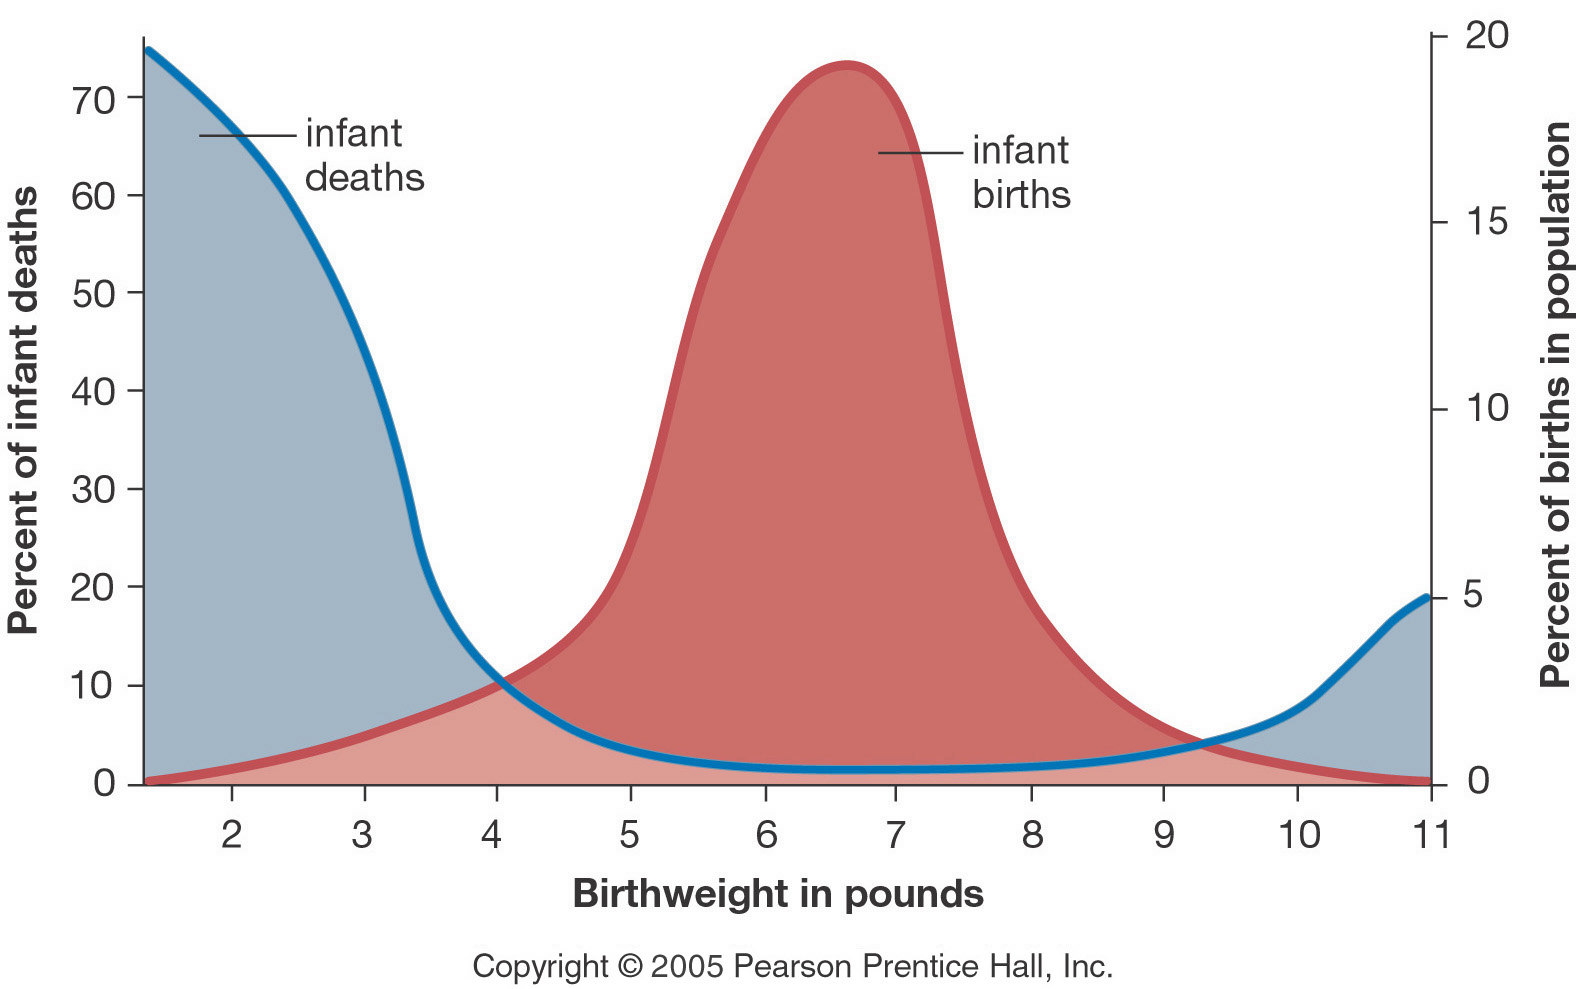 Percent of infant deaths
70
60
50
40
30
20
10
0
infant
deaths
infant
births
20
15
10
5
0
Percent of births in population
2 3 4 5 6 7 8 9 10 11
Birthweight in pounds
Copyright © 2005 Pearson Prentice Hall, Inc.